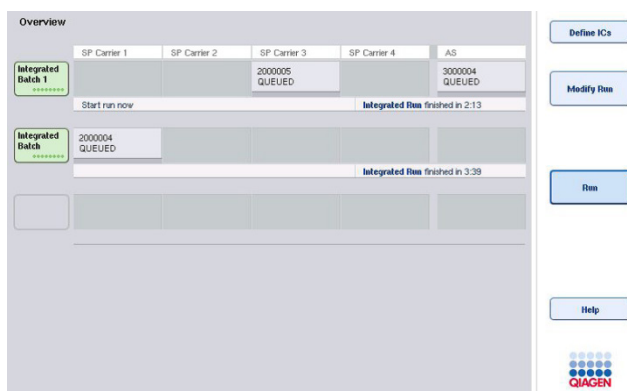 Overview
Define ICs
SP Carrier 1
SP Carrier 2
SP Carrier 3
SP Carrier 4
AS
Integrated
Batch 1
2000005
QUEUED
3000004
QUEUED
Modify Run
Start run now
Integrated Run finished in 2:13
Integrated
Batch
2000004
QUEUED
Integrated Run finished in 3:39
Run
Help
QIAGEN